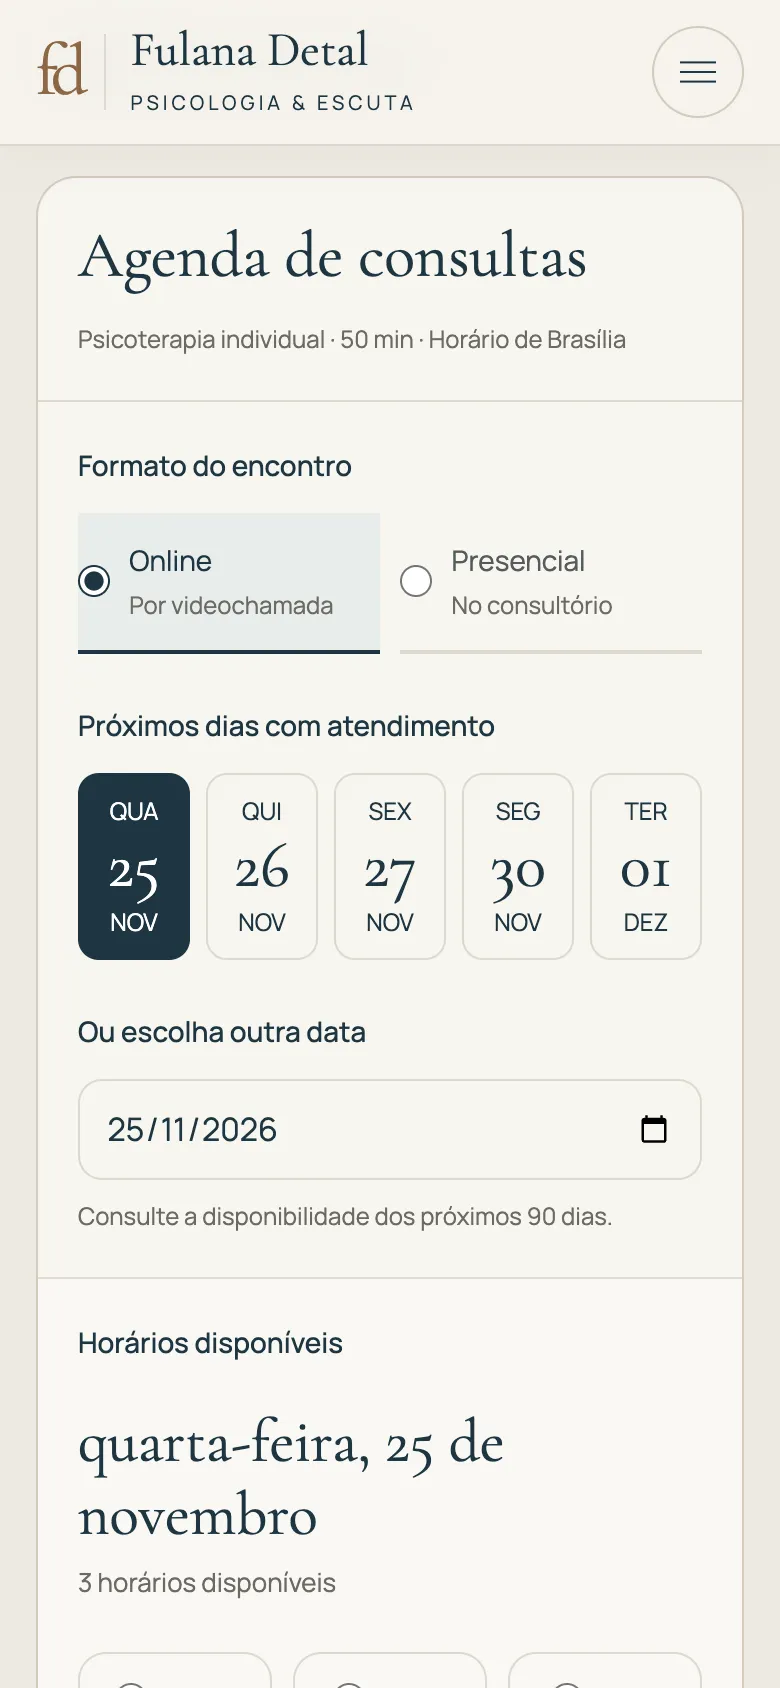 fd
Fulana Detal
PSICOLOGIA & ESCUTA
Agenda de consultas
Psicoterapia individual · 50 min · Horário de Brasília
Formato do encontro
Online
Por videochamada
Presencial
No consultório
Próximos dias com atendimento
QUA
25
NOV
QUI
26
NOV
SEX
27
NOV
SEG
30
NOV
TER
01
DEZ
Ou escolha outra data
25/11/2026
Consulte a disponibilidade dos próximos 90 dias.
Horários disponíveis
quarta-feira, 25 de
novembro
3 horários disponíveis